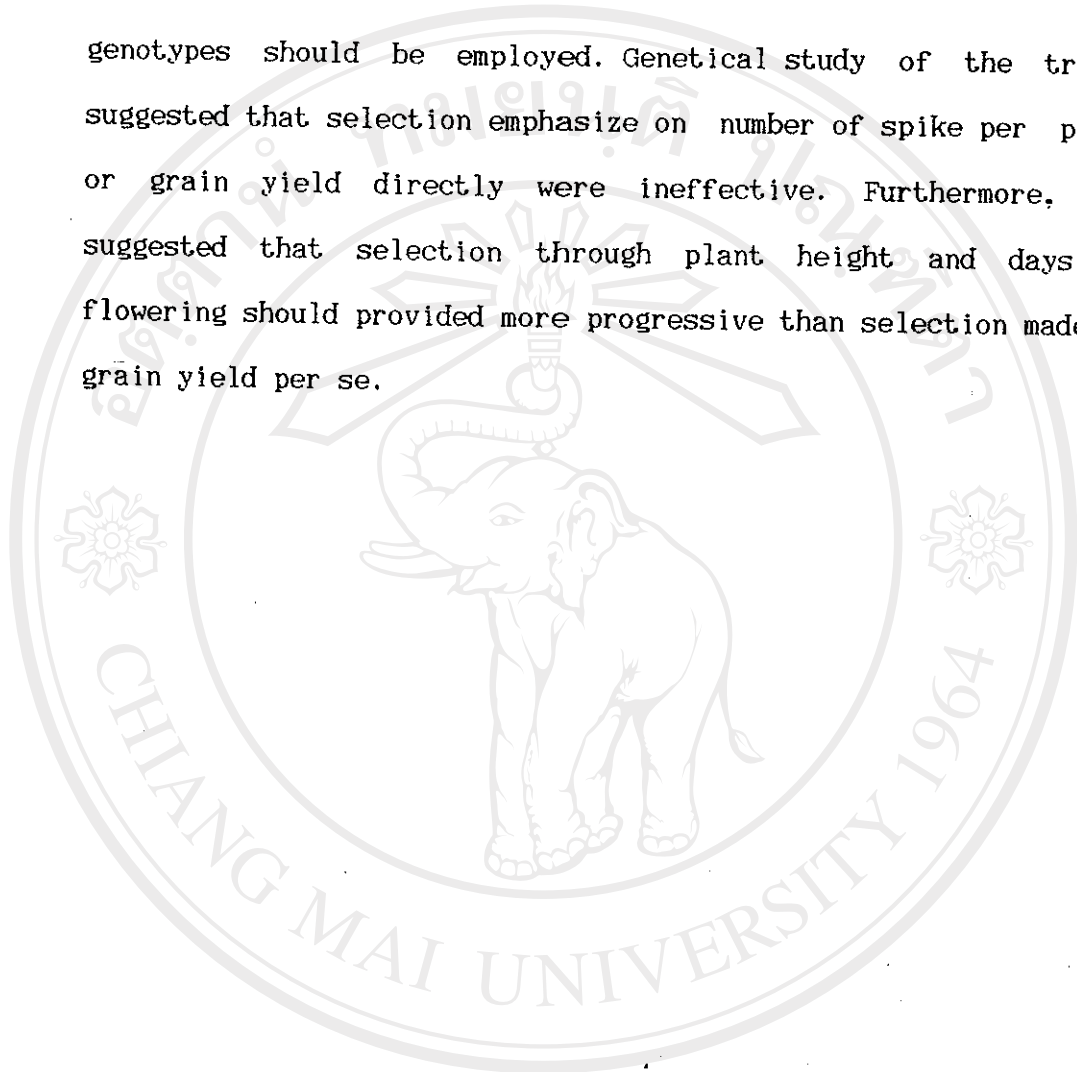 genotypes should be employed. Genetical study of the tr
suggested that selection emphasize on number of spike per p
or grain yield directly were ineffective. Furthermore,
suggested that selection through plant height and days
flowering should provided more progressive than selection made
grain yield per se.
CHIANG MAI UNIVERSITY 1964